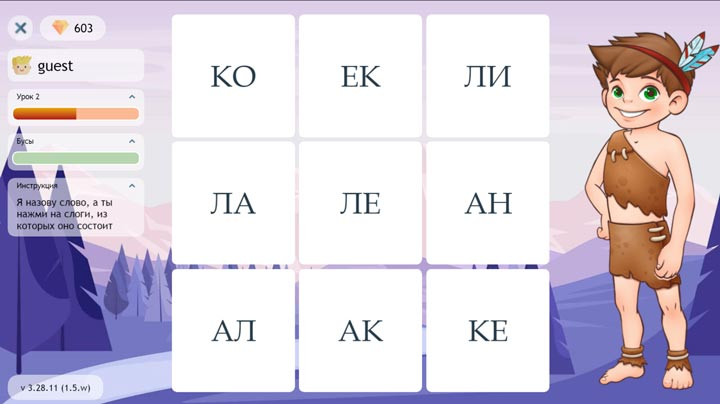 603
guest
Урок 2
Бусы
Инструкция
Я назову слово, а ты
нажми на слоги, из
которых оно состоит
КО ЕК ЛИ
ЛА ЛЕ АН
АЛ АК КЕ
v 3.28.11 (1.5.w)